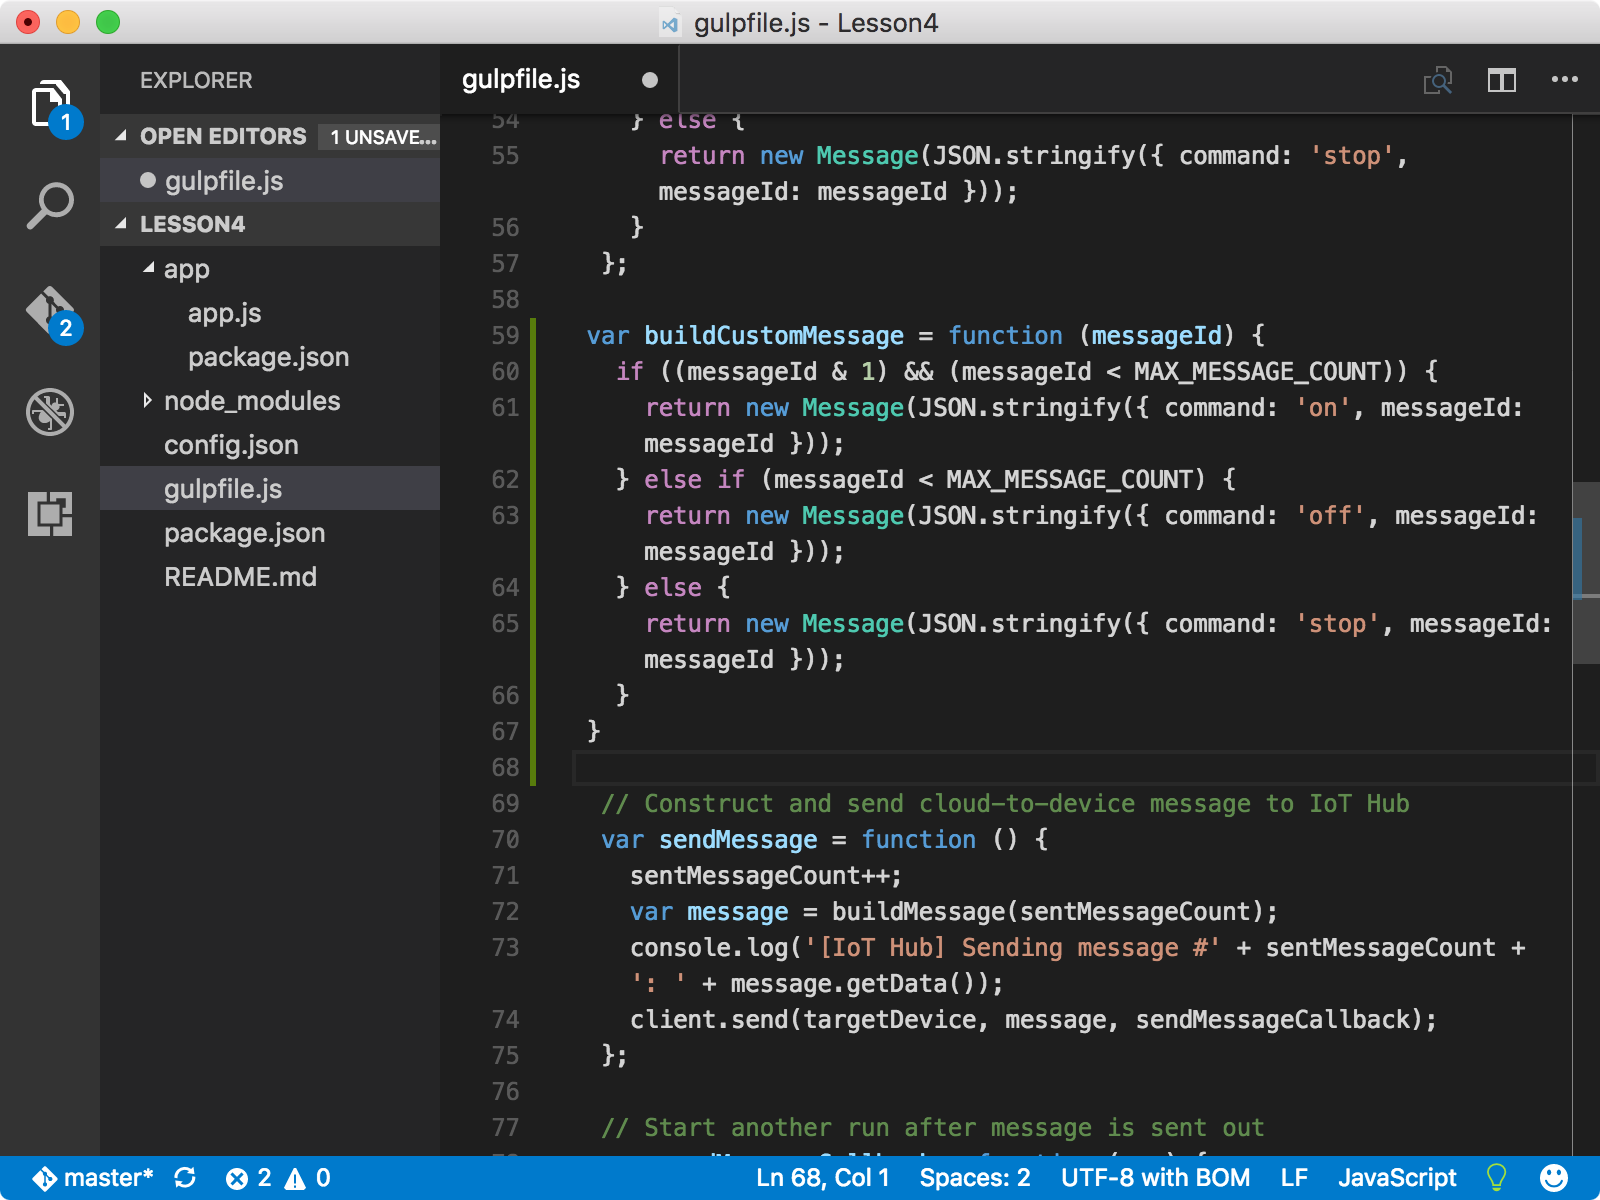 gulpfile.js - Lesson4
EXPLORER
gulpfile.js
1
2
OPEN EDITORS 1 UNSAVE...
gulpfile.js
LESSON4
app
app.js
package.json
node_modules
config.json
gulpfile.js
package.json
README.md
54 } else {
55 return new Message(JSON.stringify({ command: 'stop',
messageId: messageId }));
56 }
57 };
58
59 var buildCustomMessage = function (messageId) {
60 if ((messageId & 1) && (messageId < MAX_MESSAGE_COUNT)) {
61 return new Message(JSON.stringify({ command: 'on', messageId:
messageId }));
62 } else if (messageId < MAX_MESSAGE_COUNT) {
63 return new Message(JSON.stringify({ command: 'off', messageId:
messageId }));
64 } else {
65 return new Message(JSON.stringify({ command: 'stop', messageId:
messageId }));
66 }
67 }
68
69 // Construct and send cloud-to-device message to IoT Hub
70 var sendMessage = function () {
71 sentMessageCount++;
72 var message = buildMessage(sentMessageCount);
73 console.log('[IoT Hub] Sending message #' + sentMessageCount +
': ' + message.getData());
74 client.send(targetDevice, message, sendMessageCallback);
75 };
76
77 // Start another run after message is sent out
master* 2 0 Ln 68, Col 1 Spaces: 2 UTF-8 with BOM LF JavaScript